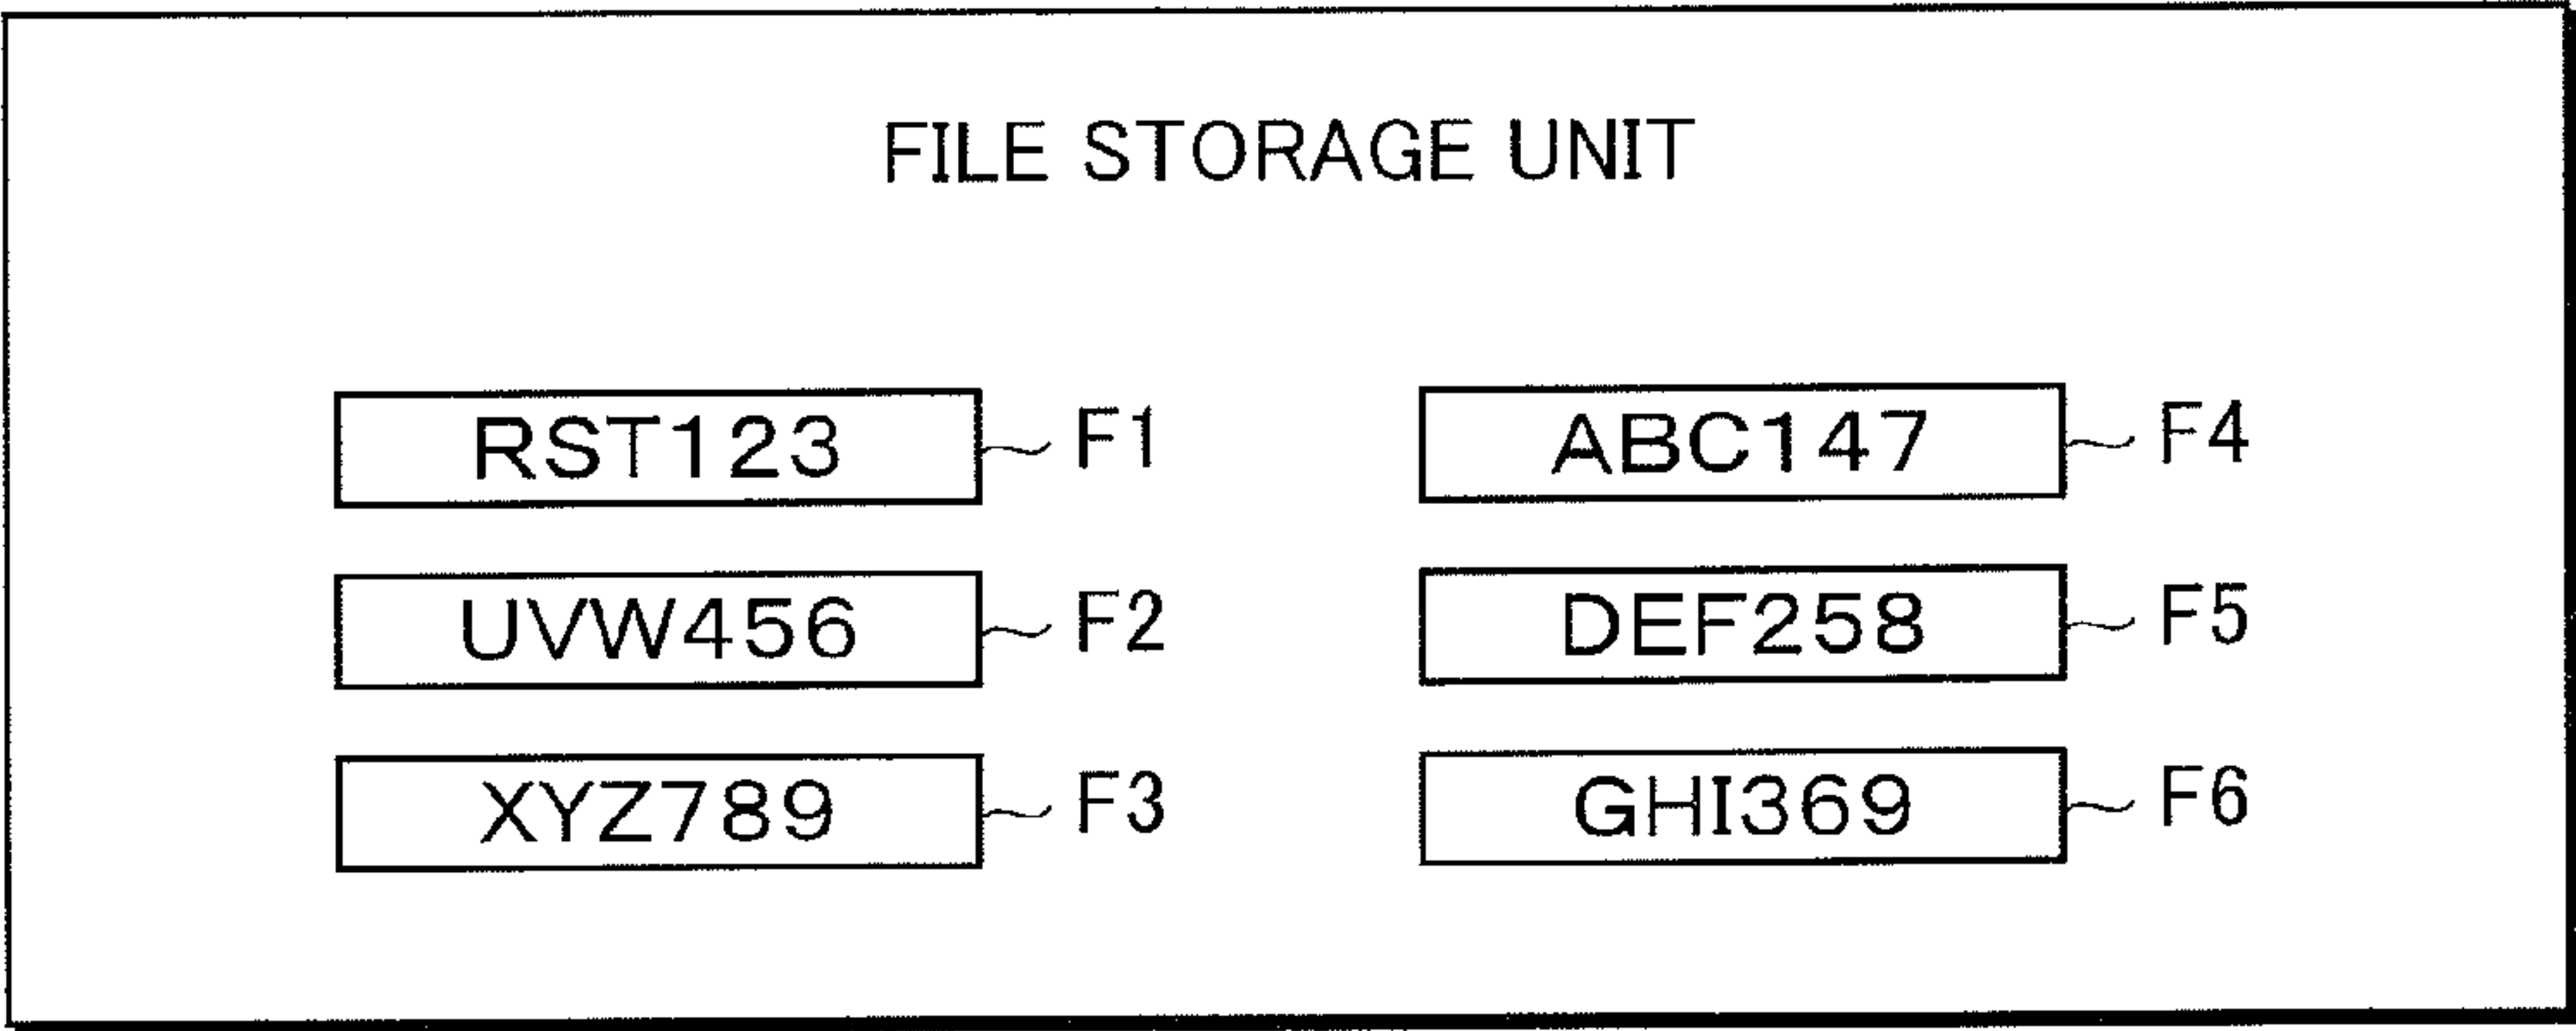 FILE STORAGE UNIT
RST123 F1
UVW456 F2
XYZ789 F3
ABC147 F4
DEF258 F5
GHI369 F6